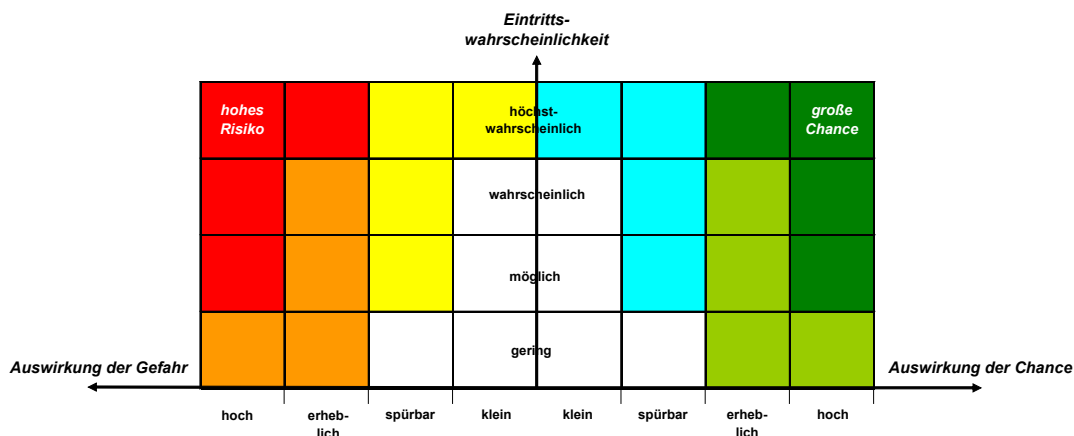 Eintritts-
wahrscheinlichkeit
hohes
Risiko
höchst-
wahrscheinlich
große
Chance
wahrscheinlich
möglich
gering
Auswirkung der Gefahr
Auswirkung der Chance
hoch
erheb-
lich
spürbar
klein
klein
spürbar
erheb-
lich
hoch